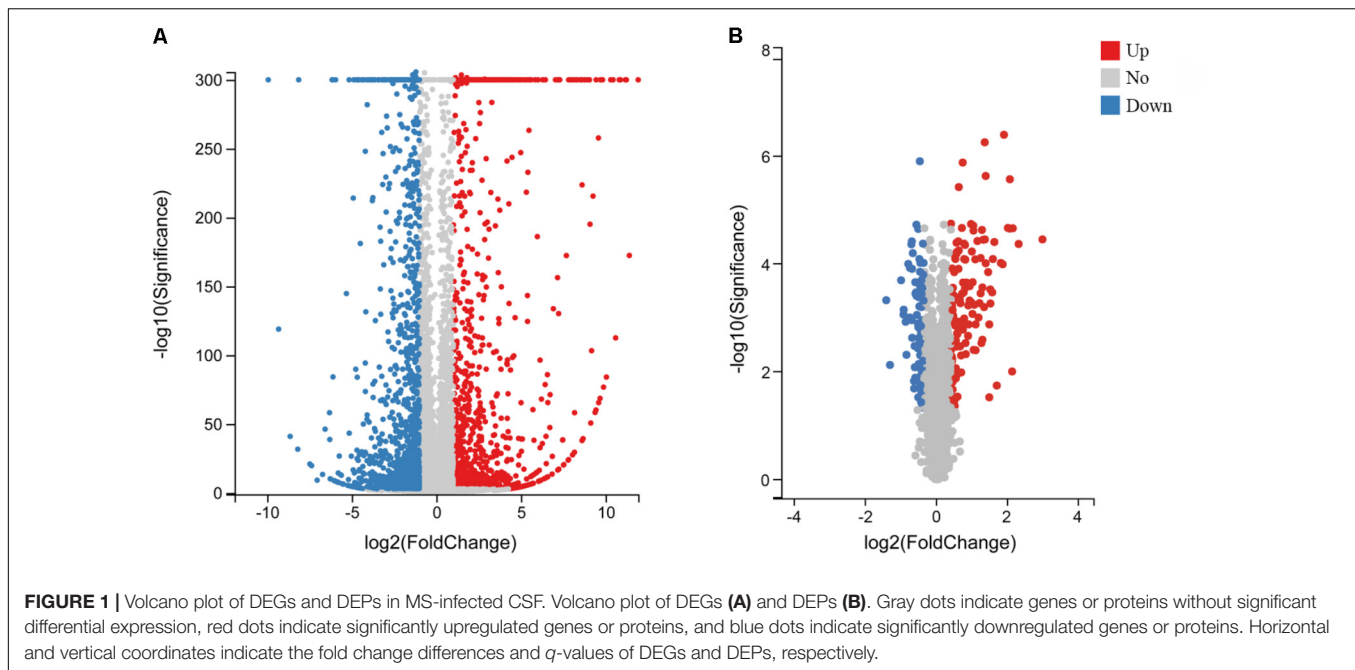 A
300
250
200
150
100
50
0
-log10(Significance)
-10
-5
0
5
10
log2(FoldChange)
B
8
6
4
2
0
-log10(Significance)
-4
-2
0
2
4
log2(FoldChange)
Up
No
Down
FIGURE 1 | Volcano plot of DEGs and DEPs in MS-infected CSF. Volcano plot of DEGs (A) and DEPs (B). Gray dots indicate genes or proteins without significant
differential expression, red dots indicate significantly upregulated genes or proteins, and blue dots indicate significantly downregulated genes or proteins. Horizontal
and vertical coordinates indicate the fold change differences and q-values of DEGs and DEPs, respectively.